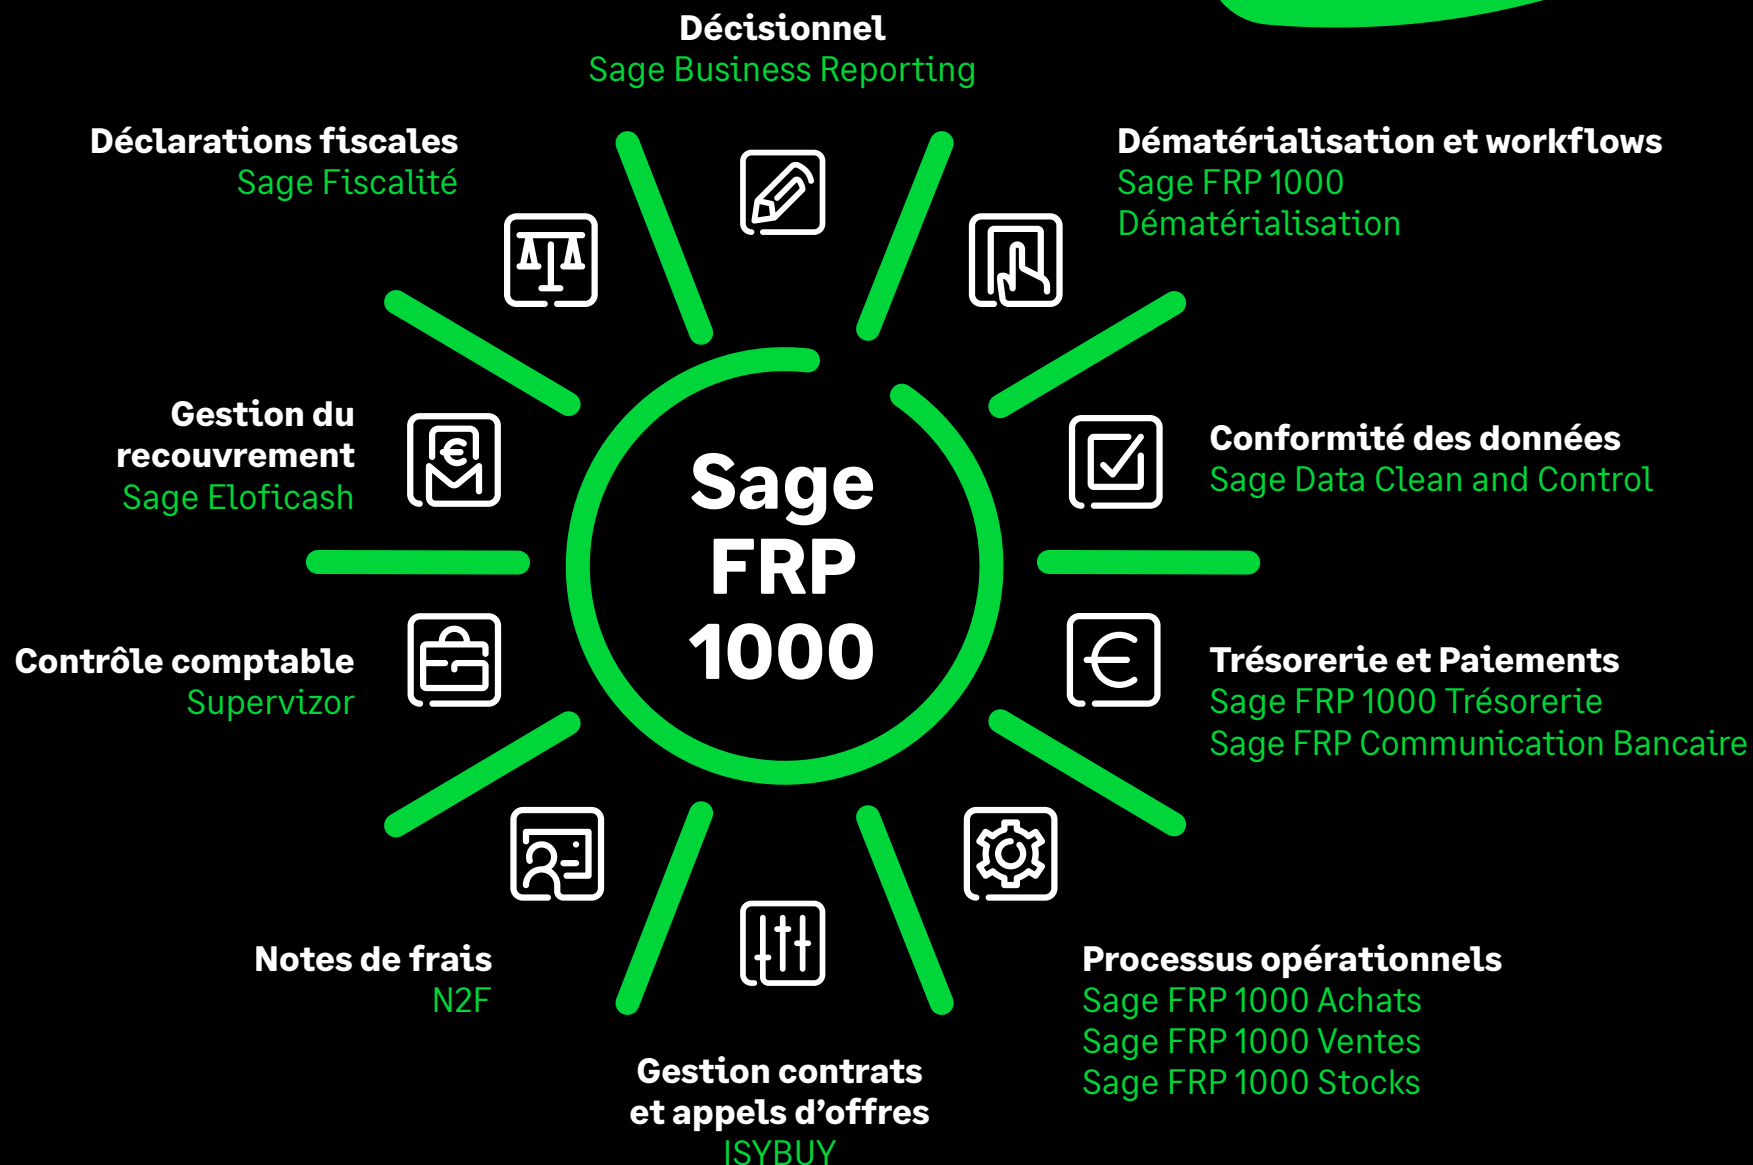 Décisionnel
Sage Business Reporting
Déclarations fiscales
Sage Fiscalité
Dématérialisation et workflows
Sage FRP 1000
Dématérialisation
Gestion du
recouvrement
Sage Eloficash
Conformité des données
Sage Data Clean and Control
Sage
FRP
1000
Contrôle comptable
Supervizor
Trésorerie et Paiements
Sage FRP 1000 Trésorerie
Sage FRP Communication Bancaire
Notes de frais
N2F
Processus opérationnels
Sage FRP 1000 Achats
Sage FRP 1000 Ventes
Sage FRP 1000 Stocks
Gestion contrats
et appels d’offres
ISYBUY